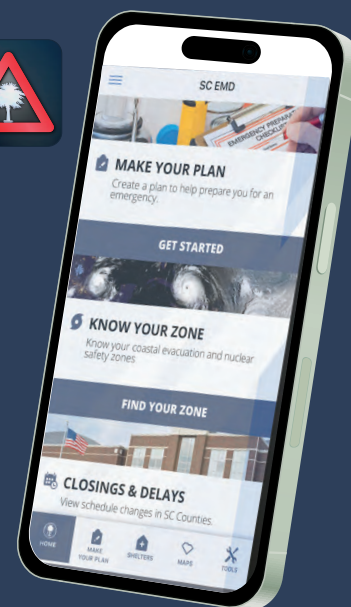 SC EMD
EMERGENCY PREPARATION
CHECKLIST
MAKE YOUR PLAN
Create a plan to help prepare you for an
emergency.
GET STARTED
KNOW YOUR ZONE
Know your coastal evacuation and nuclear
safety zones
FIND YOUR ZONE
CLOSINGS & DELAYS
View schedule changes in SC Counties.
HOME
MAKE
YOUR PLAN
SHELTERS
MAPS
TOOLS